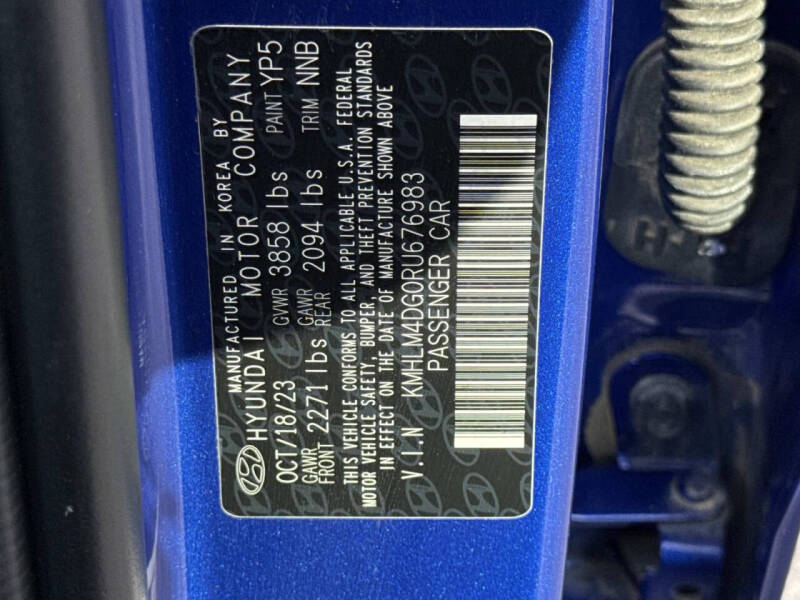 MANUFACTURED IN KOREA BY
HYUNDAI MOTOR COMPANY
OCT/18/23 GVWR 3858 lbs PAINT YP5
GAWR FRONT 2271 lbs GAWR REAR 2094 lbs TRIM NNB
THIS VEHICLE CONFORMS TO ALL APPLICABLE U.S.A. FEDERAL
MOTOR VEHICLE SAFETY, BUMPER, AND THEFT PREVENTION STANDARDS
IN EFFECT ON THE DATE OF MANUFACTURE SHOWN ABOVE
V.I.N KMHLM4DG0RU676983
PASSENGER CAR